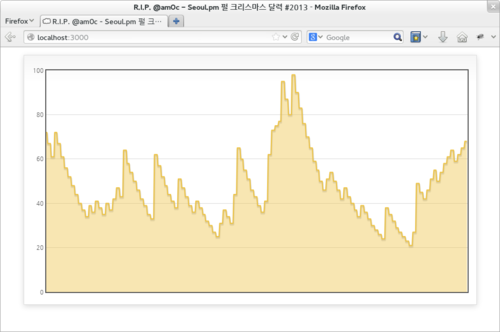 R.I.P. @am0c ~ Seoul.pm 펄 크리스마스 달력 #2013 - Mozilla Firefox
Firefox
R.I.P. @am0c ~ Seoul.pm 펄 크…
localhost:3000
Google
100
80
60
40
20
0